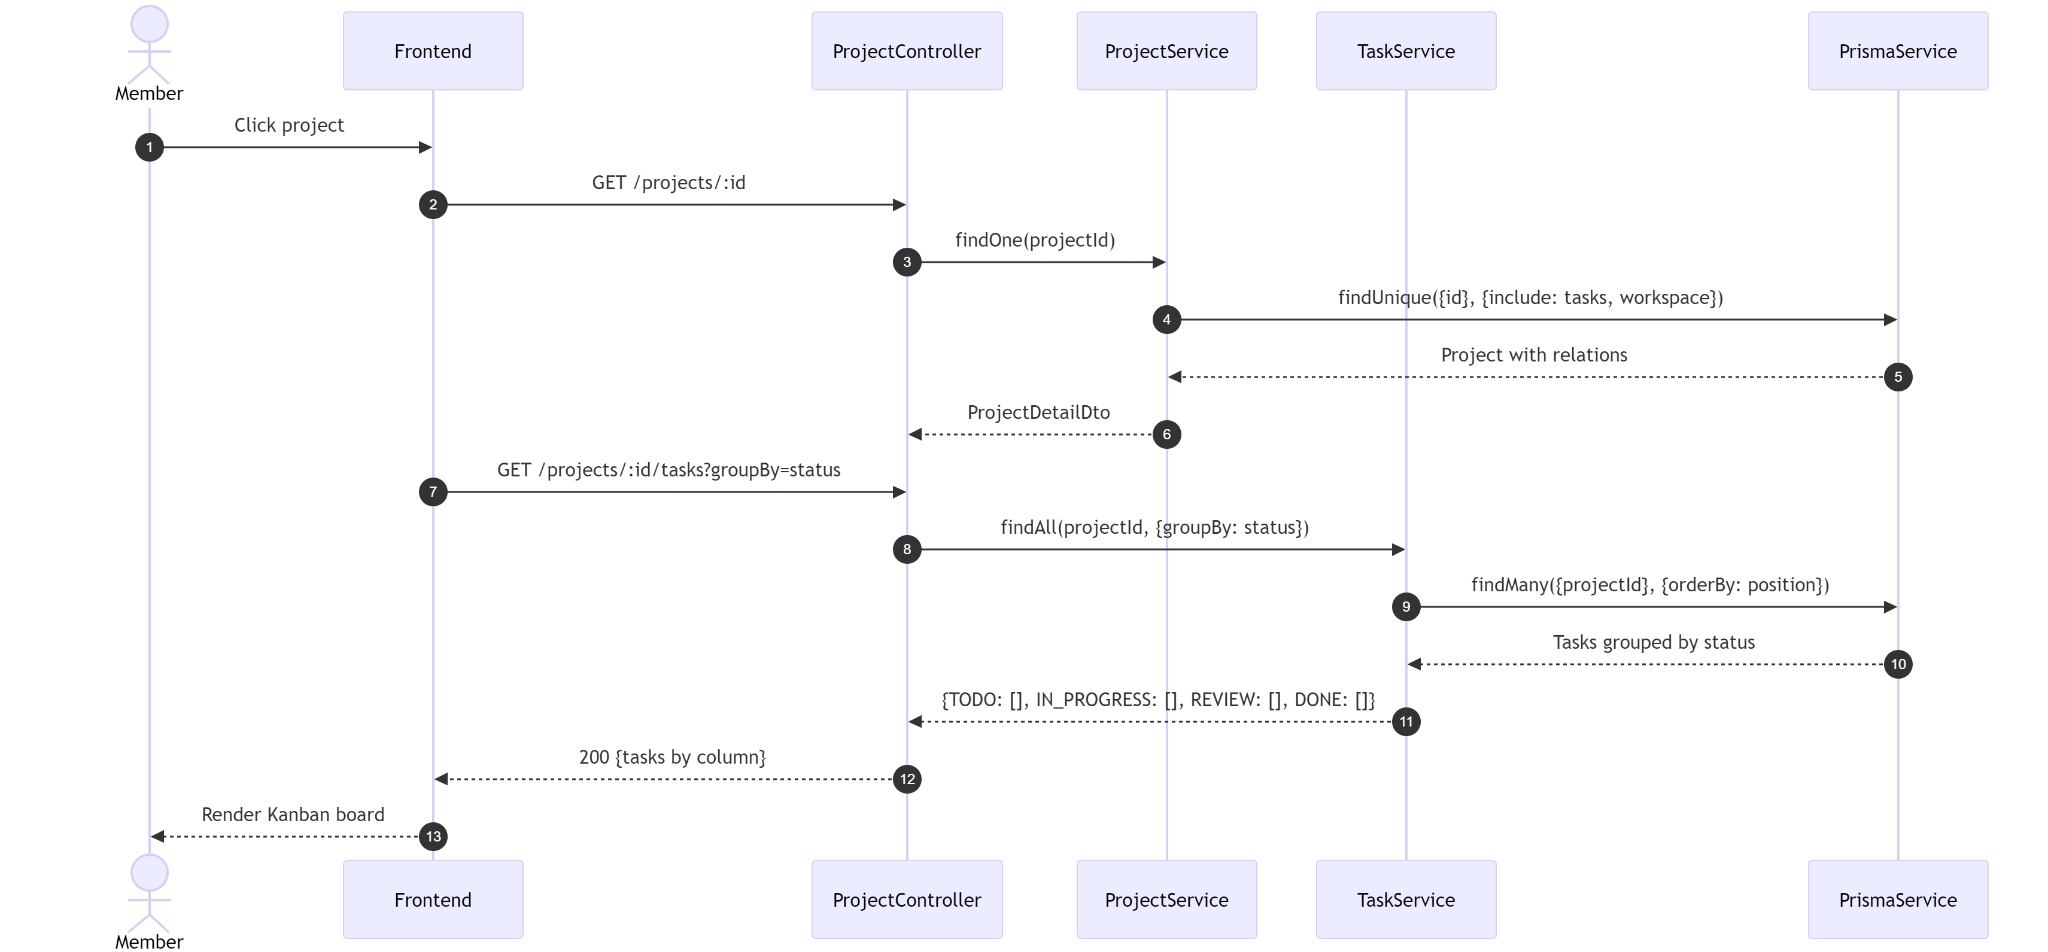 Member
Frontend
ProjectController
ProjectService
TaskService
PrismaService
Click project
1
GET /projects/:id
2
findOne(projectId)
3
findUnique({id}, {include: tasks, workspace})
4
Project with relations
5
ProjectDetailDto
6
GET /projects/:id/tasks?groupBy=status
7
findAll(projectId, {groupBy: status})
8
findMany({projectId}, {orderBy: position})
9
Tasks grouped by status
10
{TODO: [], IN_PROGRESS: [], REVIEW: [], DONE: []}
11
200 {tasks by column}
12
Render Kanban board
13
Member
Frontend
ProjectController
ProjectService
TaskService
PrismaService